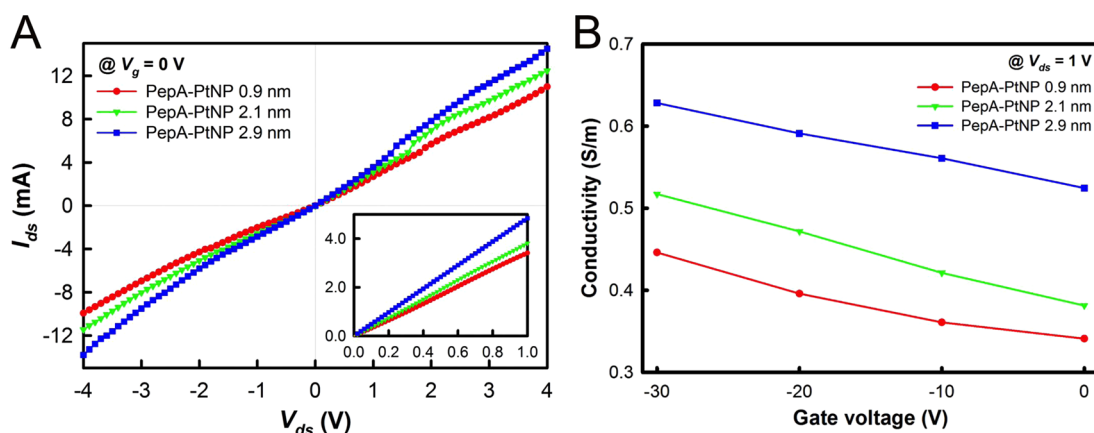 A
@ Vg = 0 V
PepA-PtNP 0.9 nm
PepA-PtNP 2.1 nm
PepA-PtNP 2.9 nm
12
8
4
0
-4
-8
-12
Ids (mA)
4.0
2.0
0.0
0.0 0.2 0.4 0.6 0.8 1.0
-4 -3 -2 -1 0 1 2 3 4
Vds (V)
B
@ Vds = 1 V
PepA-PtNP 0.9 nm
PepA-PtNP 2.1 nm
PepA-PtNP 2.9 nm
0.7
0.6
0.5
0.4
0.3
Conductivity (S/m)
-30 -20 -10 0
Gate voltage (V)